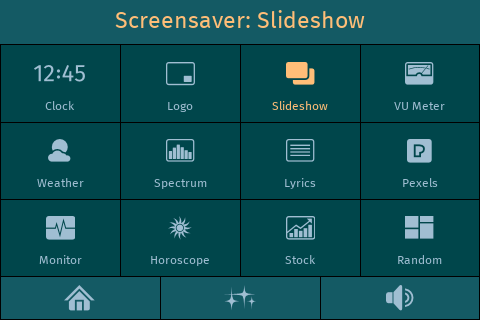 Screensaver: Slideshow
12:45
Clock
Logo
Slideshow
VU Meter
Weather
Spectrum
Lyrics
Pexels
Monitor
Horoscope
Stock
Random